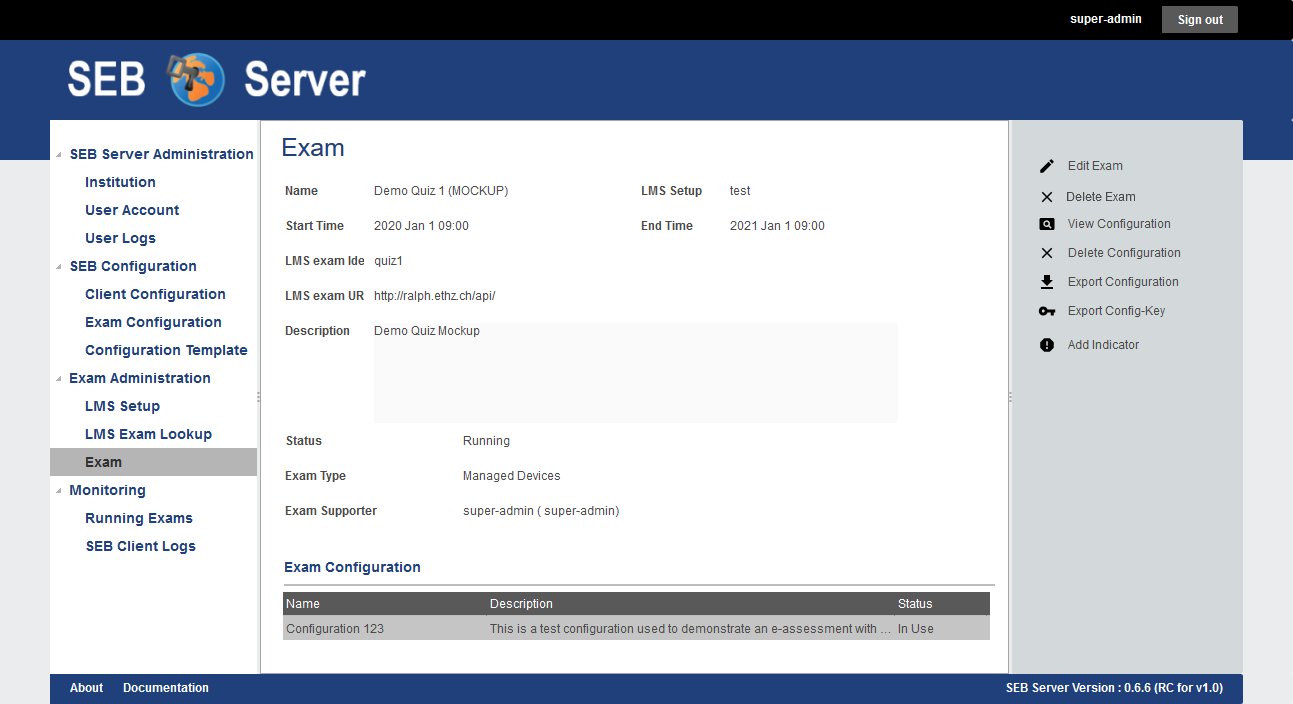 super-admin Sign out
SEB Server
SEB Server Administration
Institution
User Account
User Logs
SEB Configuration
Client Configuration
Exam Configuration
Configuration Template
Exam Administration
LMS Setup
LMS Exam Lookup
Exam
Monitoring
Running Exams
SEB Client Logs
Exam
Name Demo Quiz 1 (MOCKUP) LMS Setup test
Start Time 2020 Jan 1 09:00 End Time 2021 Jan 1 09:00
LMS exam Ide quiz1
LMS exam UR http://ralph.ethz.ch/api/
Description Demo Quiz Mockup
Status Running
Exam Type Managed Devices
Exam Supporter super-admin ( super-admin)
Exam Configuration
Name Description Status
Configuration 123 This is a test configuration used to demonstrate an e-assessment with ... In Use
Edit Exam
Delete Exam
View Configuration
Delete Configuration
Export Configuration
Export Config-Key
Add Indicator
About Documentation SEB Server Version : 0.6.6 (RC for v1.0)